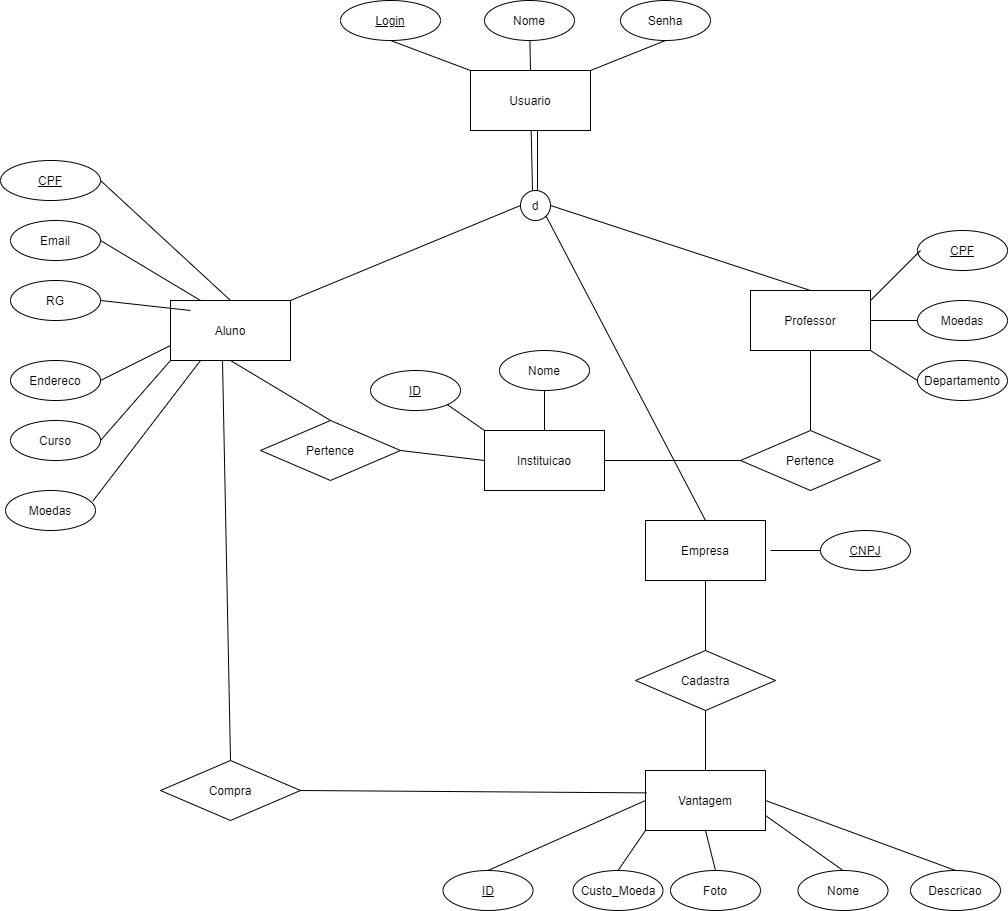 Login
Nome
Senha
Usuario
CPF
d
Email
CPF
RG
Aluno
Professor
Moedas
Endereco
ID
Nome
Departamento
Curso
Pertence
Instituicao
Pertence
Moedas
Empresa
CNPJ
Cadastra
Compra
Vantagem
ID
Custo_Moeda
Foto
Nome
Descricao